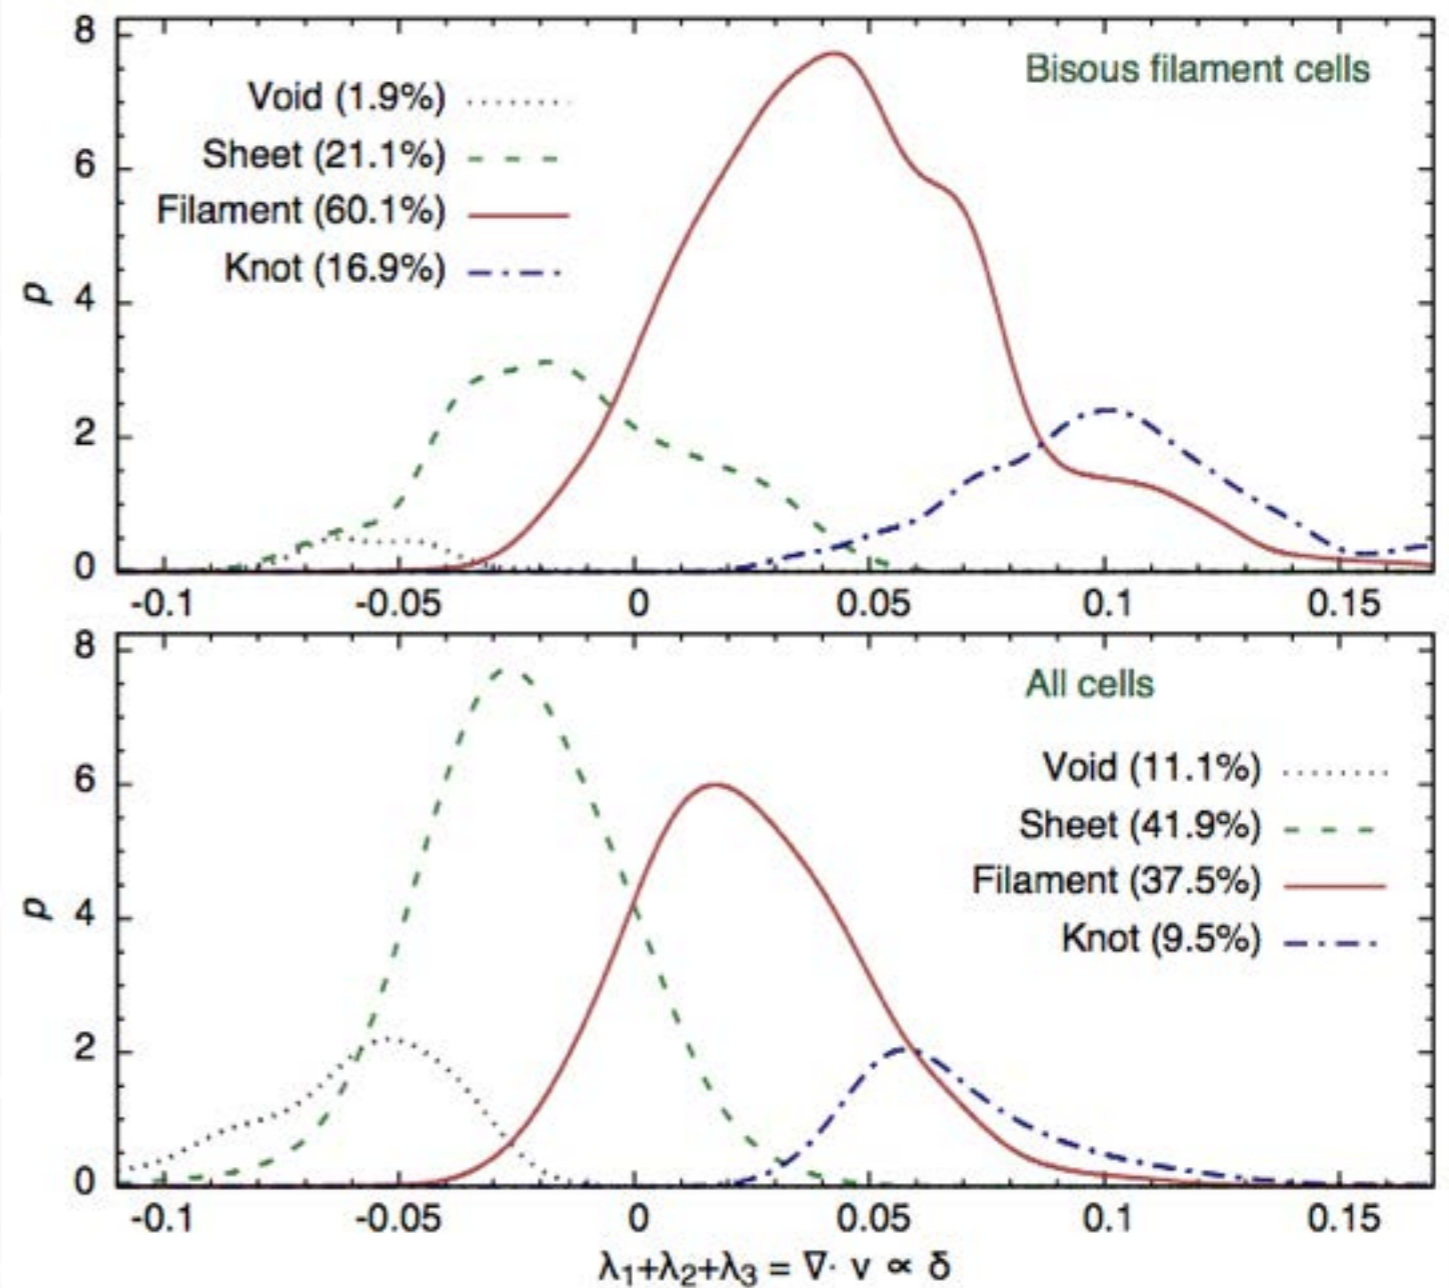 8
Bisous filament cells
Void (1.9%)
Sheet (21.1%)
6
Filament (60.1%)
Knot (16.9%)
ρ
4
2
0
-0.1 -0.05 0 0.05 0.1 0.15
8
All cells
Void (11.1%)
6
Sheet (41.9%)
Filament (37.5%)
ρ
4
Knot (9.5%)
2
0
-0.1 -0.05 0 0.05 0.1 0.15
λ₁+λ₂+λ₃ = ∇· v ∝ δ